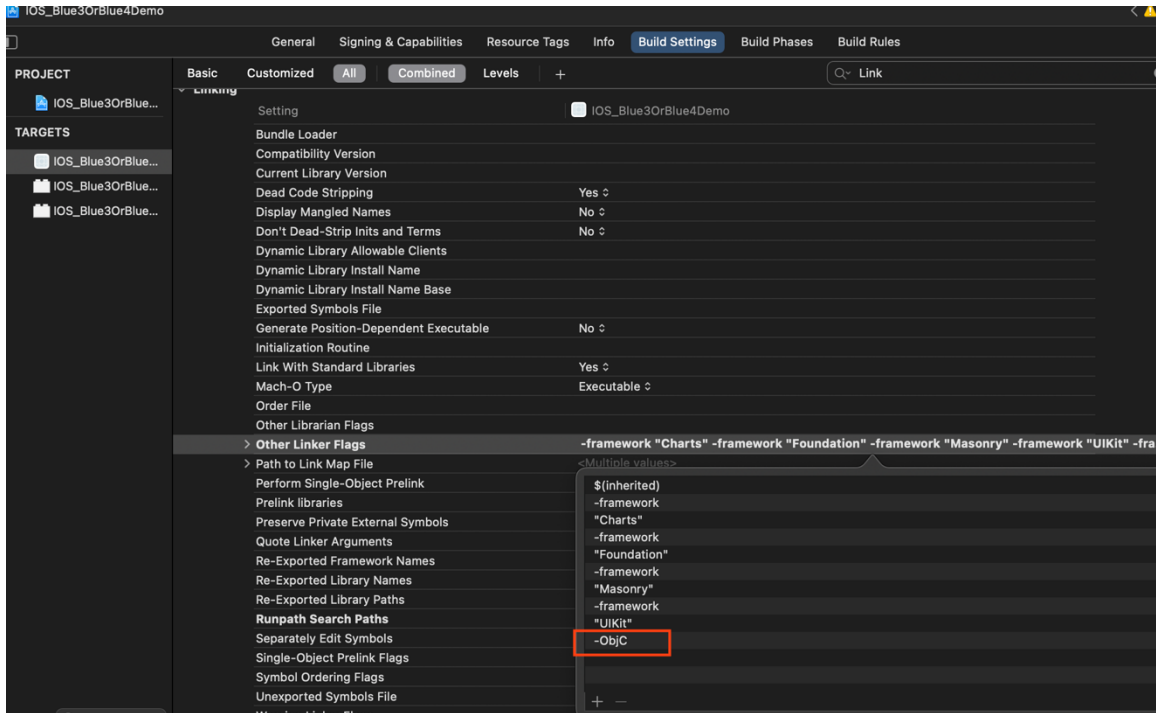 IOS_Blue3OrBlue4Demo
General Signing & Capabilities Resource Tags Info Build Settings Build Phases Build Rules
PROJECT
IOS_Blue3OrBlue...
TARGETS
IOS_Blue3OrBlue...
IOS_Blue3OrBlue...
IOS_Blue3OrBlue...
Basic Customized All Combined Levels + Link
Linking
Setting IOS_Blue3OrBlue4Demo
Bundle Loader
Compatibility Version
Current Library Version
Dead Code Stripping Yes
Display Mangled Names No
Don't Dead-Strip Inits and Terms No
Dynamic Library Allowable Clients
Dynamic Library Install Name
Dynamic Library Install Name Base
Exported Symbols File
Generate Position-Dependent Executable No
Initialization Routine
Link With Standard Libraries Yes
Mach-O Type Executable
Order File
Other Librarian Flags
Other Linker Flags -framework "Charts" -framework "Foundation" -framework "Masonry" -framework "UIKit" -fra
Path to Link Map File <Multiple values>
Perform Single-Object Prelink
Prelink libraries
Preserve Private External Symbols
Quote Linker Arguments
Re-Exported Framework Names
Re-Exported Library Names
Re-Exported Library Paths
Runpath Search Paths
Separately Edit Symbols
Single-Object Prelink Flags
Symbol Ordering Flags
Unexported Symbols File
$(inherited)
-framework
"Charts"
-framework
"Foundation"
-framework
"Masonry"
-framework
"UIKit"
-ObjC
+ −